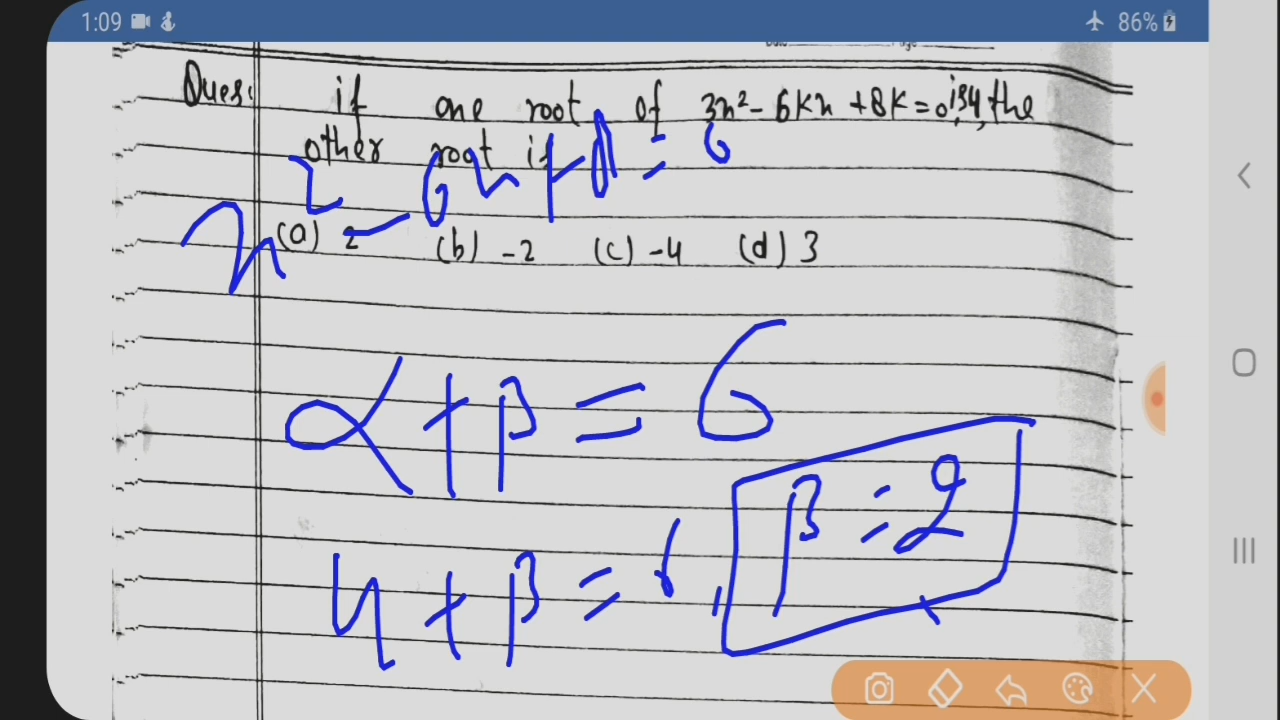 1:09 86%
Ques: if one root of 3x²- 6kx +8k=0 is 4, the
other root is
x²-6x+8=0
(a) 2 (b) -2 (c) -4 (d) 3
α+β=6
4+β=6, β=2